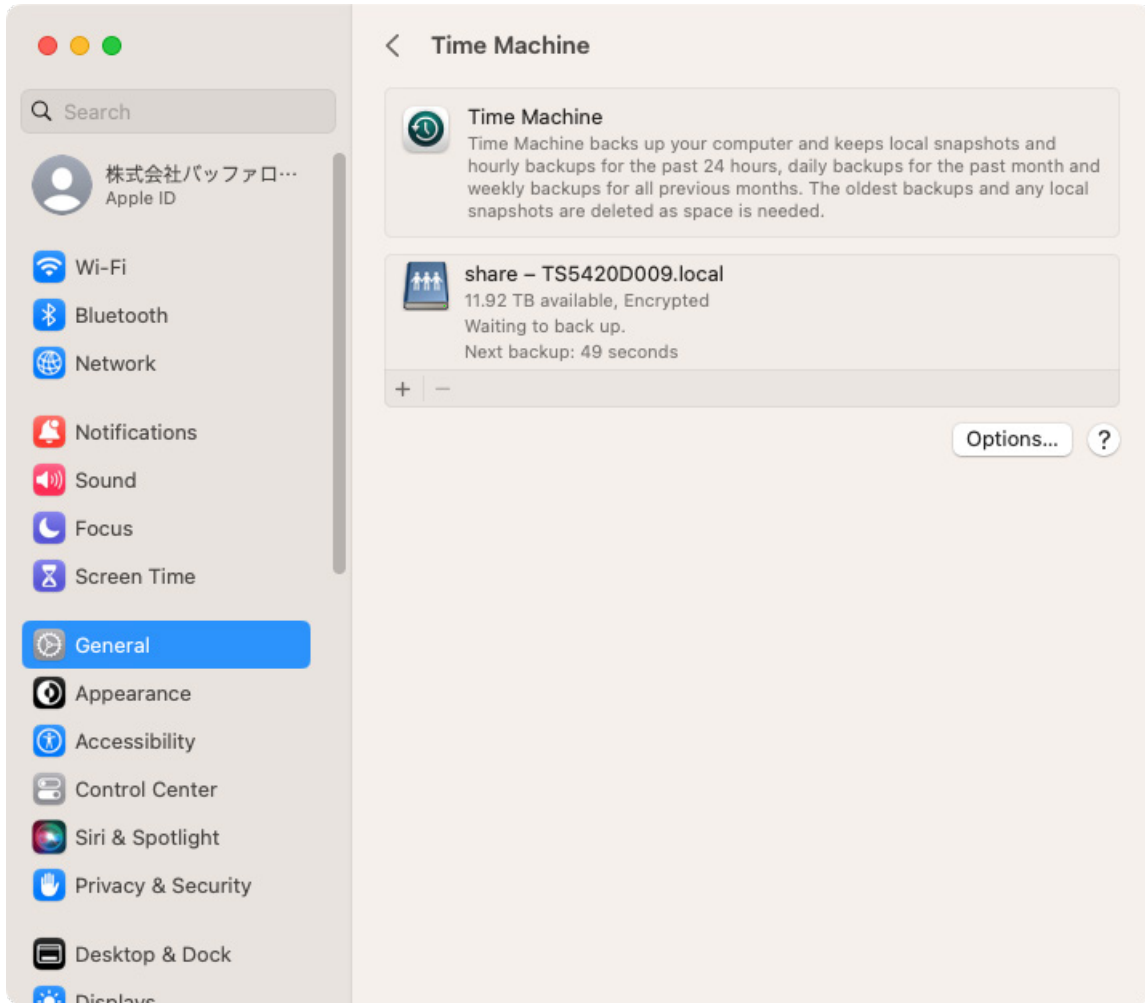 Time Machine
Search
株式会社バッファロ…
Apple ID
Wi-Fi
Bluetooth
Network
Notifications
Sound
Focus
Screen Time
General
Appearance
Accessibility
Control Center
Siri & Spotlight
Privacy & Security
Desktop & Dock
Displays
Time Machine
Time Machine backs up your computer and keeps local snapshots and
hourly backups for the past 24 hours, daily backups for the past month and
weekly backups for all previous months. The oldest backups and any local
snapshots are deleted as space is needed.
share – TS5420D009.local
11.92 TB available, Encrypted
Waiting to back up.
Next backup: 49 seconds
+ −
Options... ?